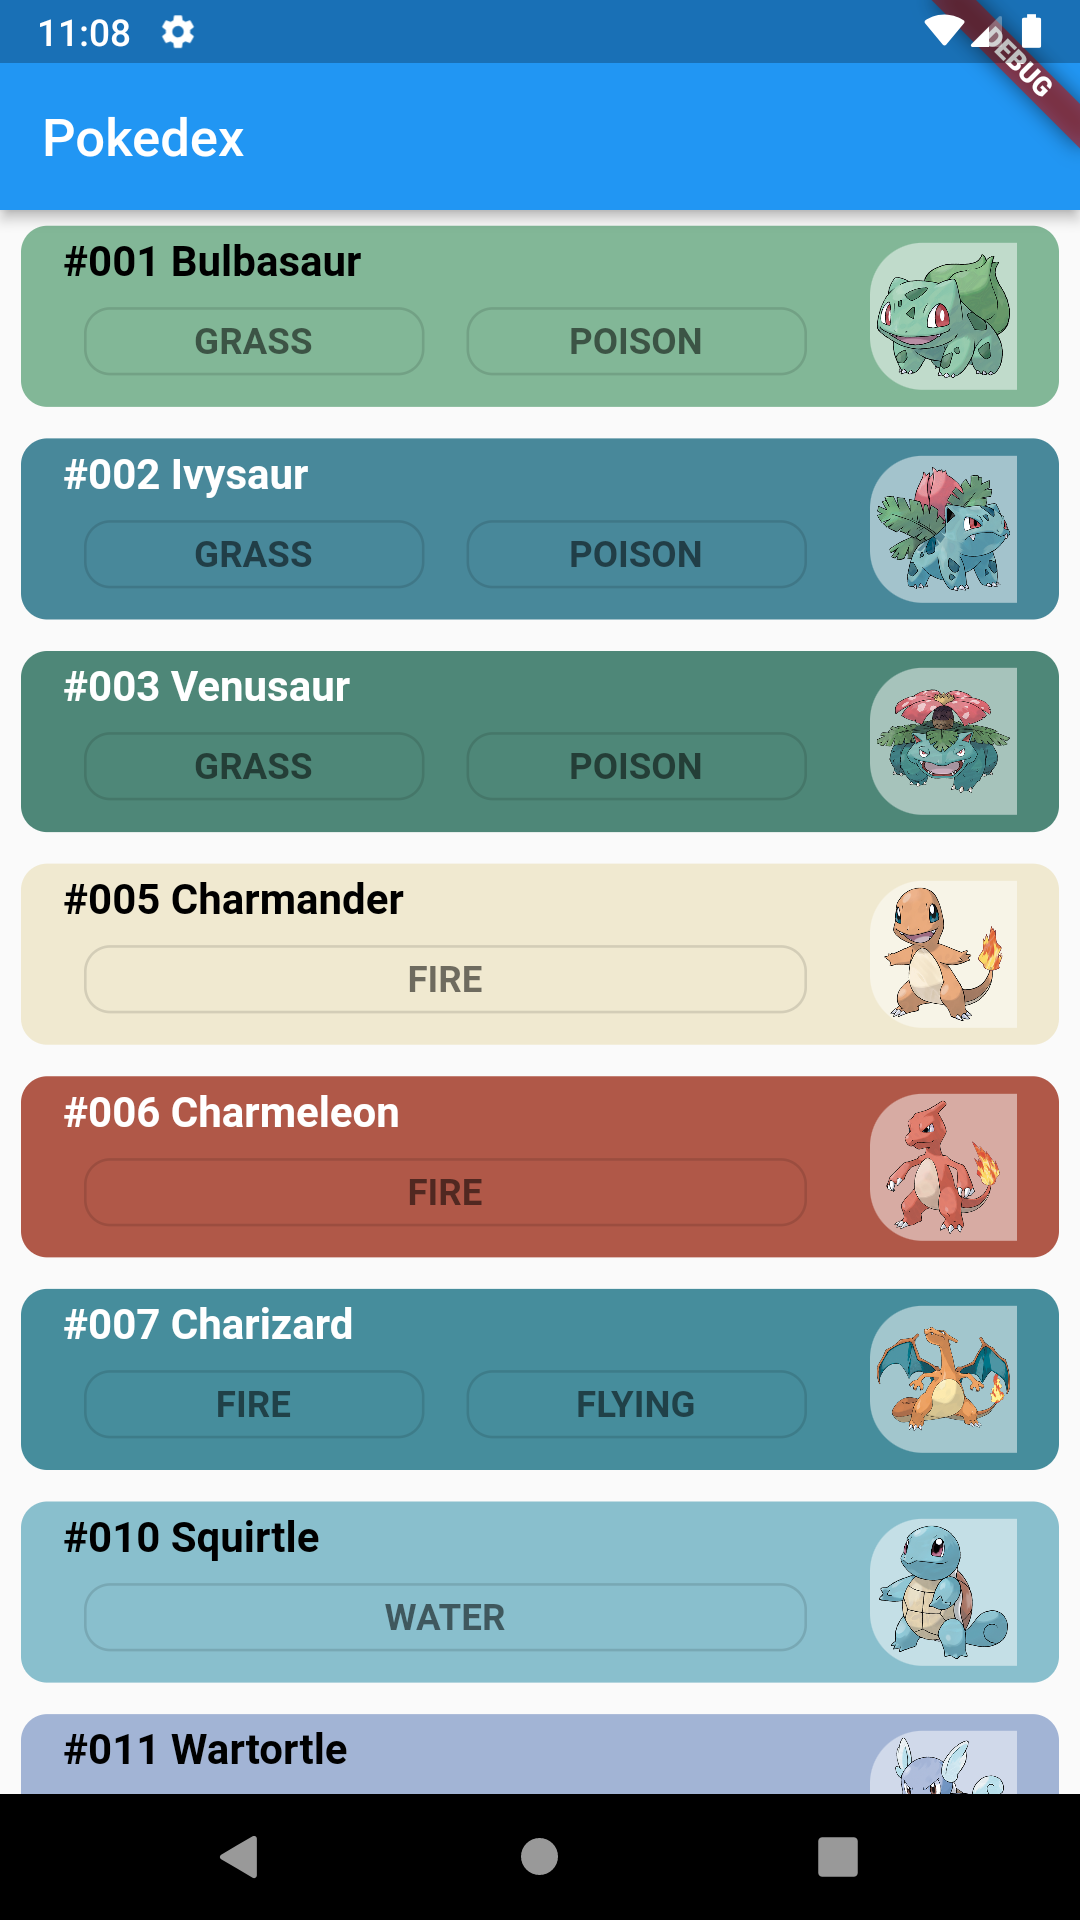 11:08
DEBUG
Pokedex
#001 Bulbasaur
GRASS POISON
#002 Ivysaur
GRASS POISON
#003 Venusaur
GRASS POISON
#005 Charmander
FIRE
#006 Charmeleon
FIRE
#007 Charizard
FIRE FLYING
#010 Squirtle
WATER
#011 Wartortle